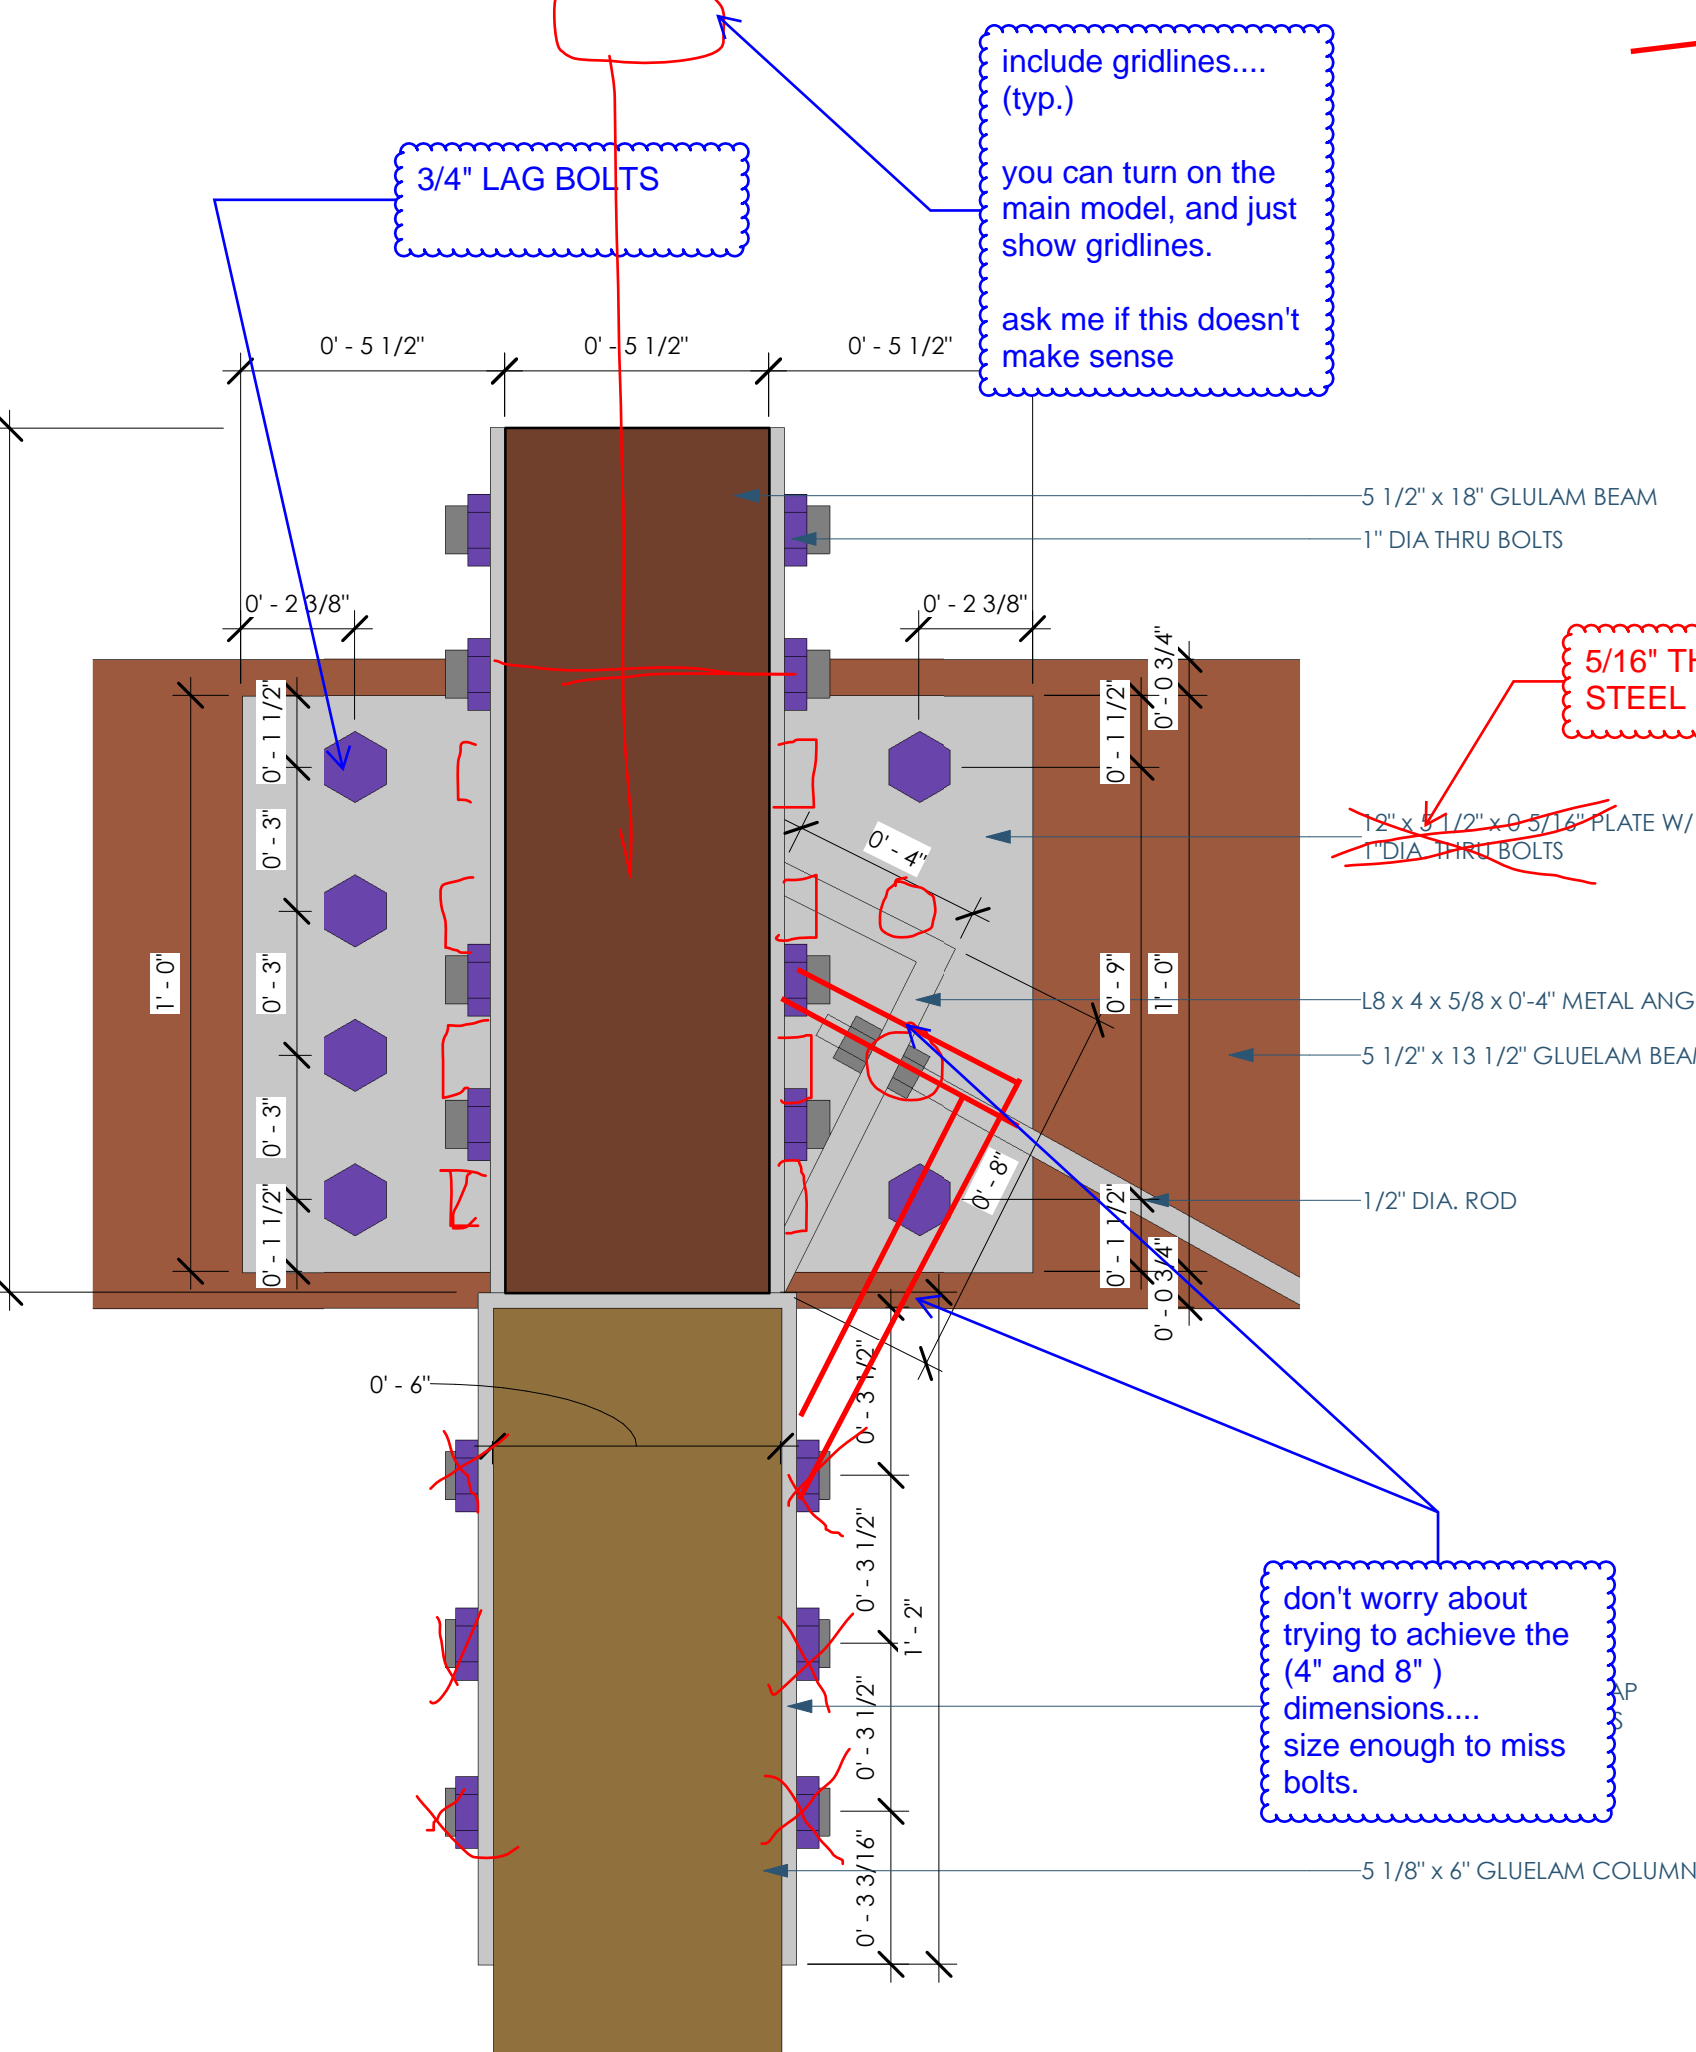 include gridlines....
(typ.)
you can turn on the
main model, and just
show gridlines.
ask me if this doesn't
make sense
3/4" LAG BOLTS
0' - 5 1/2"
0' - 5 1/2"
0' - 5 1/2"
5 1/2" x 18" GLULAM BEAM
1" DIA THRU BOLTS
0' - 2 3/8"
0' - 2 3/8"
0' - 0 3/4"
5/16" TH
STEEL
0' - 1 1/2"
0' - 1 1/2"
12" x 5 1/2" x 0 5/16" PLATE W/
1"DIA. THRU BOLTS
0' - 3"
0' - 4"
1' - 0"
0' - 3"
0' - 9"
1' - 0"
L8 x 4 x 5/8 x 0'-4" METAL ANG
5 1/2" x 13 1/2" GLUELAM BEAM
0' - 3"
0' - 8"
1/2" DIA. ROD
0' - 1 1/2"
0' - 1 1/2"
0' - 0 3/4"
0' - 6"
0' - 3 1/2"
0' - 3 1/2"
1' - 2"
0' - 3 1/2"
0' - 3 3/16"
don't worry about
trying to achieve the
(4" and 8" )
dimensions....
size enough to miss
bolts.
AP
S
5 1/8" x 6" GLUELAM COLUMN